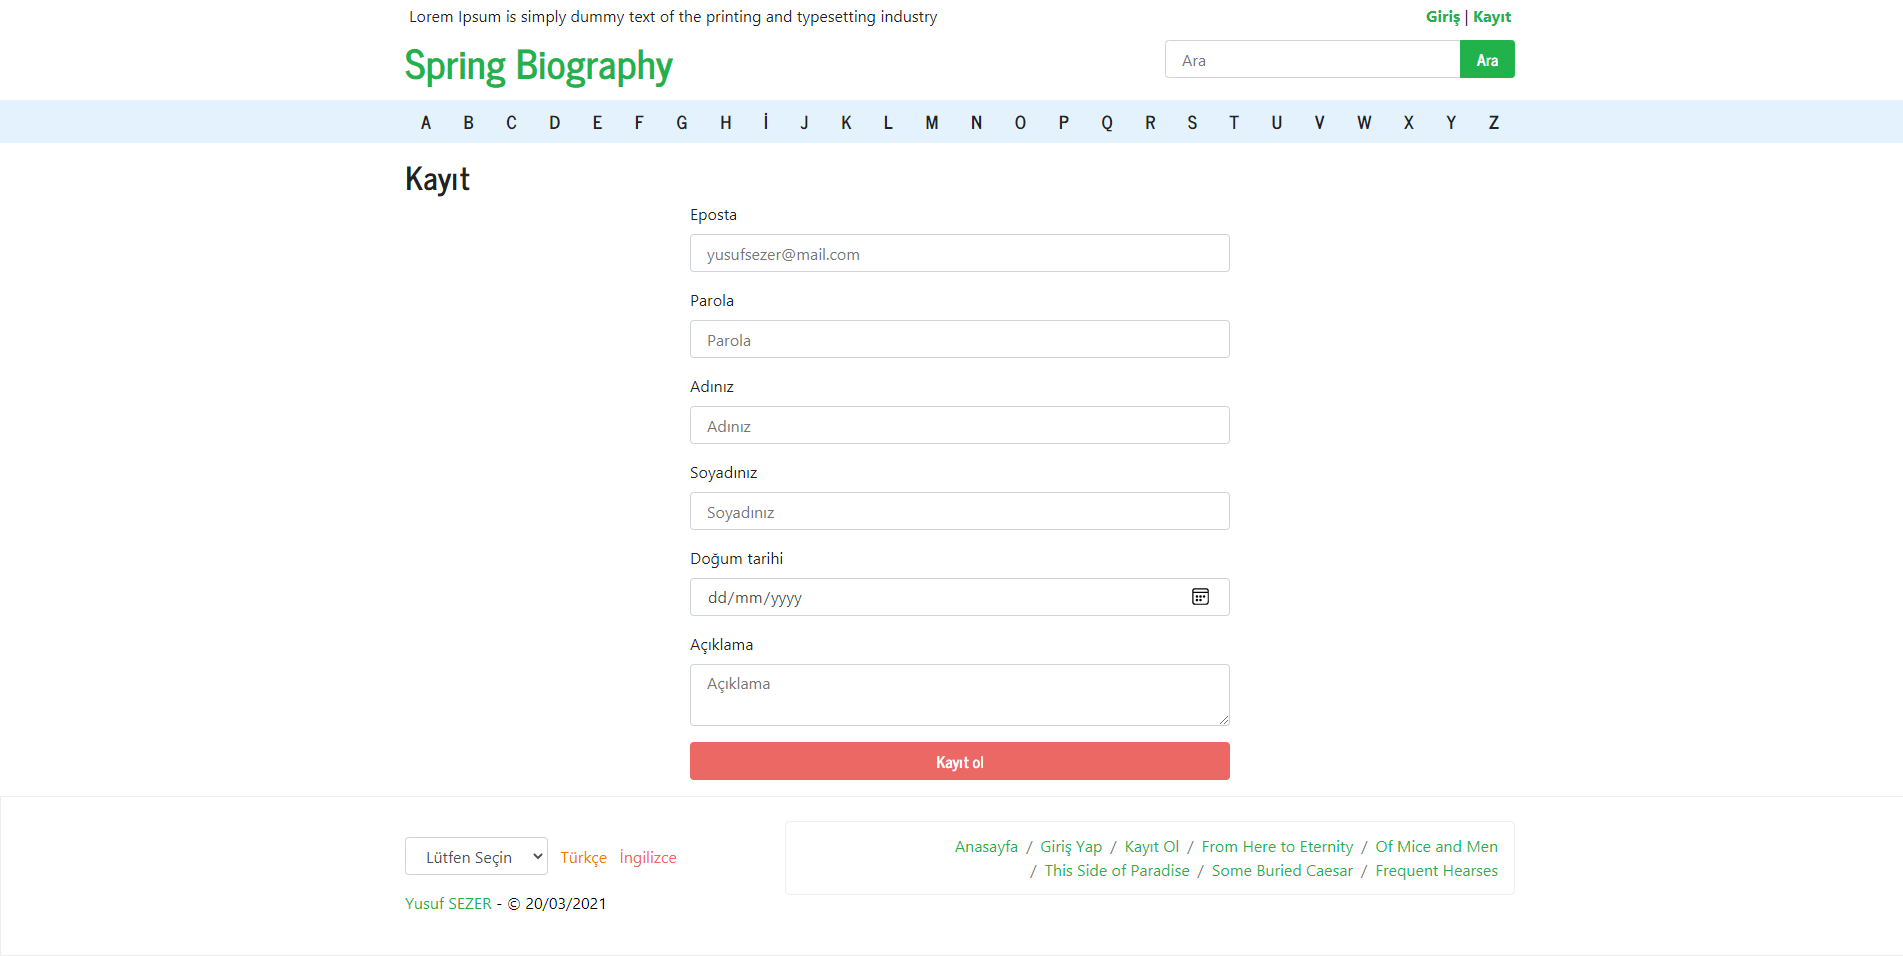 Lorem Ipsum is simply dummy text of the printing and typesetting industry
Giriş | Kayıt
Spring Biography
Ara
Ara
A B C D E F G H İ J K L M N O P Q R S T U V W X Y Z
Kayıt
Eposta
yusufsezer@mail.com
Parola
Parola
Adınız
Adınız
Soyadınız
Soyadınız
Doğum tarihi
dd/mm/yyyy
Açıklama
Açıklama
Kayıt ol
Lütfen Seçin Türkçe İngilizce
Yusuf SEZER - © 20/03/2021
Anasayfa / Giriş Yap / Kayıt Ol / From Here to Eternity / Of Mice and Men
/ This Side of Paradise / Some Buried Caesar / Frequent Hearses